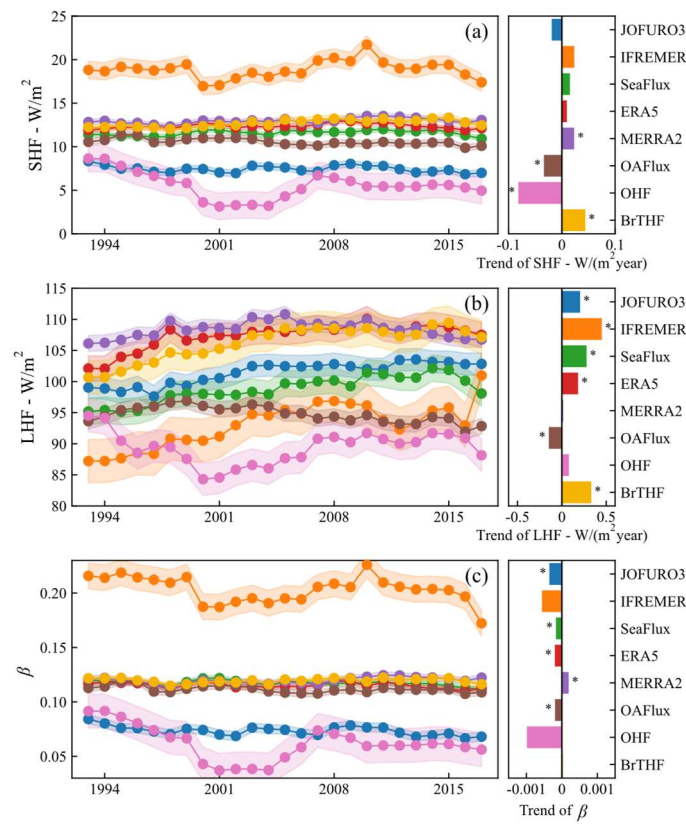 (a)
SHF - W/m²
25
20
15
10
5
0
1994 2001 2008 2015
JOFURO3
IFREMER
SeaFlux
ERA5
MERRA2 *
OAFlux *
OHF *
BrTHF *
-0.1 0 0.1
Trend of SHF - W/(m²year)
(b)
LHF - W/m²
115
110
105
100
95
90
85
80
1994 2001 2008 2015
JOFURO3 *
IFREMER *
SeaFlux *
ERA5 *
MERRA2
OAFlux *
OHF
BrTHF *
-0.5 0 0.5
Trend of LHF - W/(m²year)
(c)
β
0.20
0.15
0.10
0.05
1994 2001 2008 2015
JOFURO3 *
IFREMER
SeaFlux *
ERA5 *
MERRA2 *
OAFlux *
OHF
BrTHF
-0.001 0 0.001
Trend of β